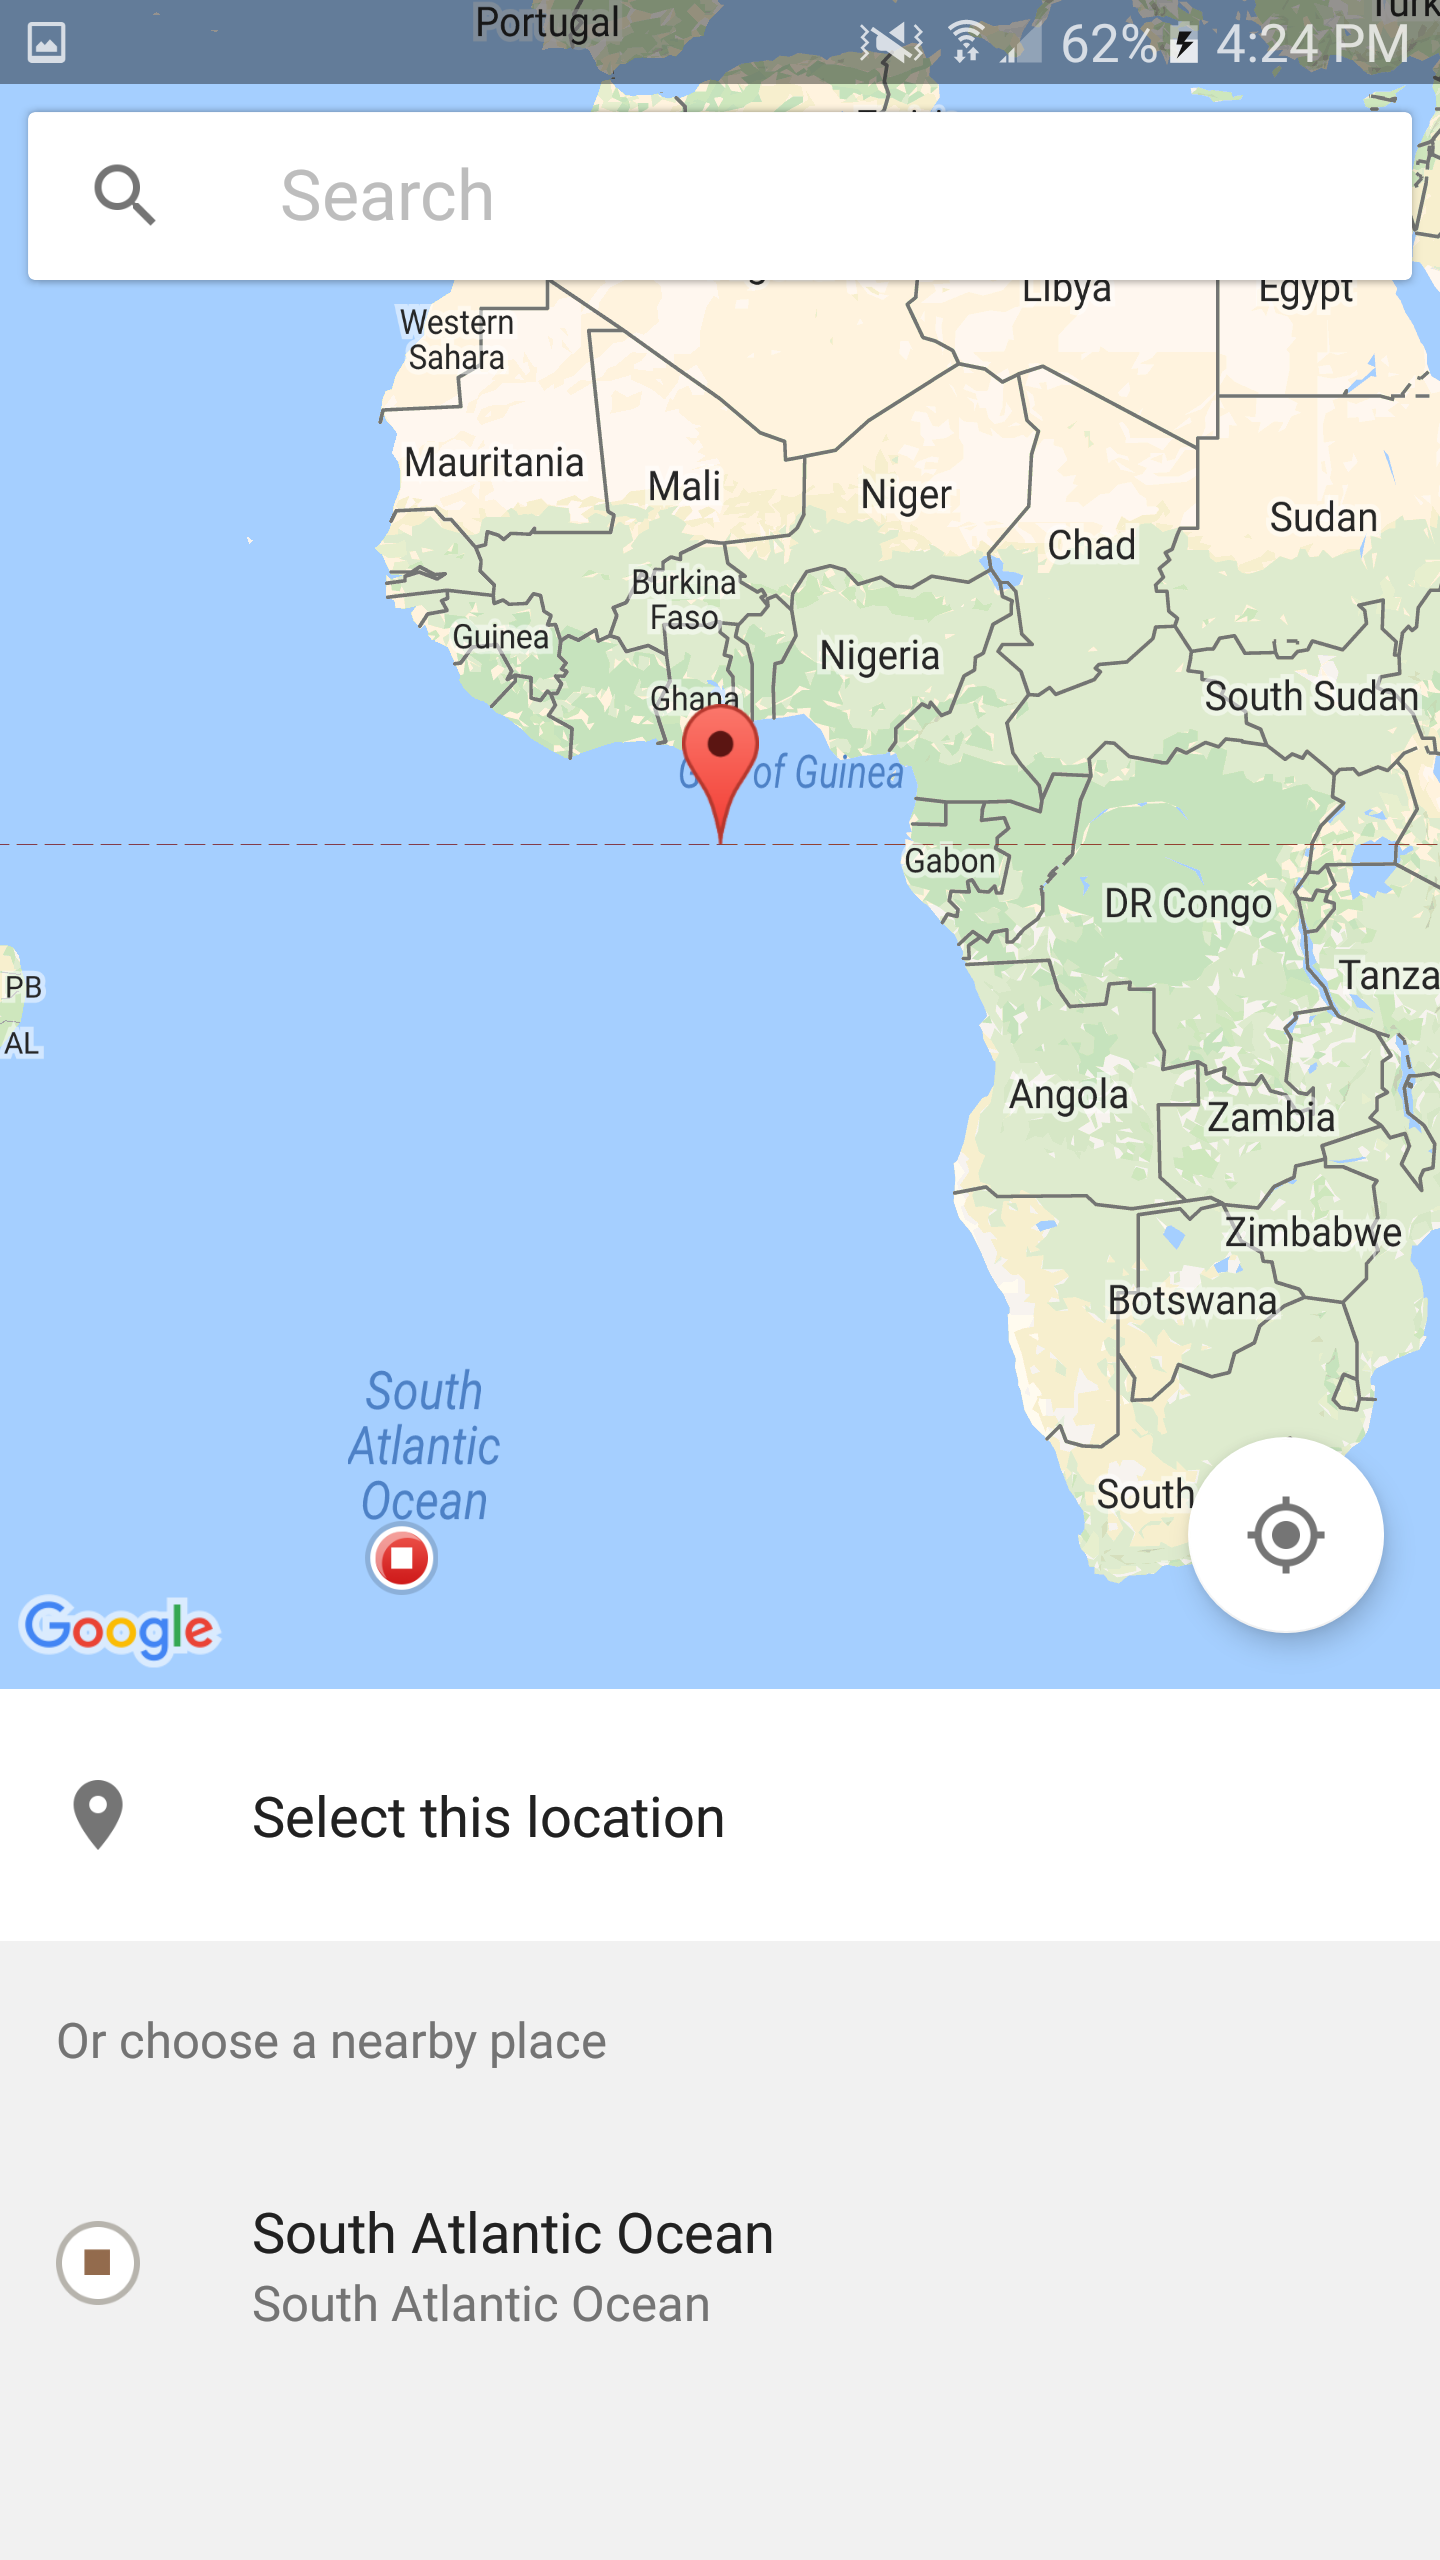 Portugal
62%
4:24 PM
Search
Libya
Egypt
Western
Sahara
Mauritania
Mali
Niger
Sudan
Chad
Burkina
Faso
Guinea
Nigeria
Ghana
South Sudan
of Guinea
Gabon
DR Congo
PB
Tanza
AL
Angola
Zambia
Zimbabwe
Botswana
South
Atlantic
Ocean
South
Google
Select this location
Or choose a nearby place
South Atlantic Ocean
South Atlantic Ocean